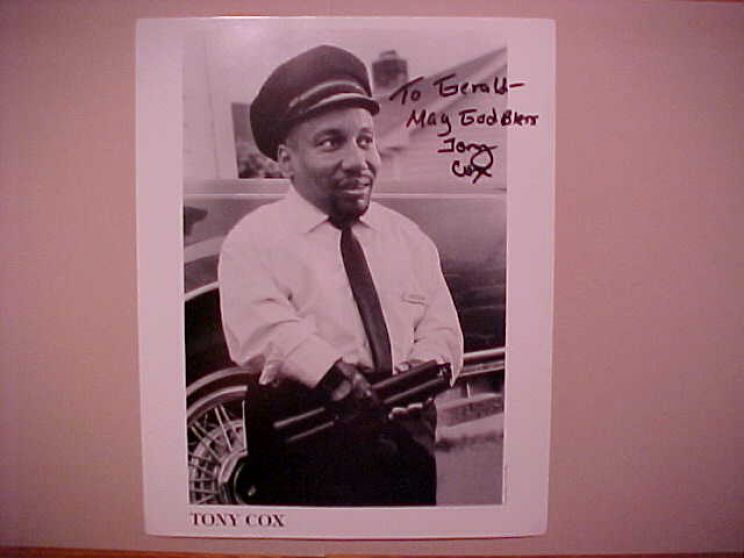 To Gerald-
May God Bless
Tony
Cox
TONY COX